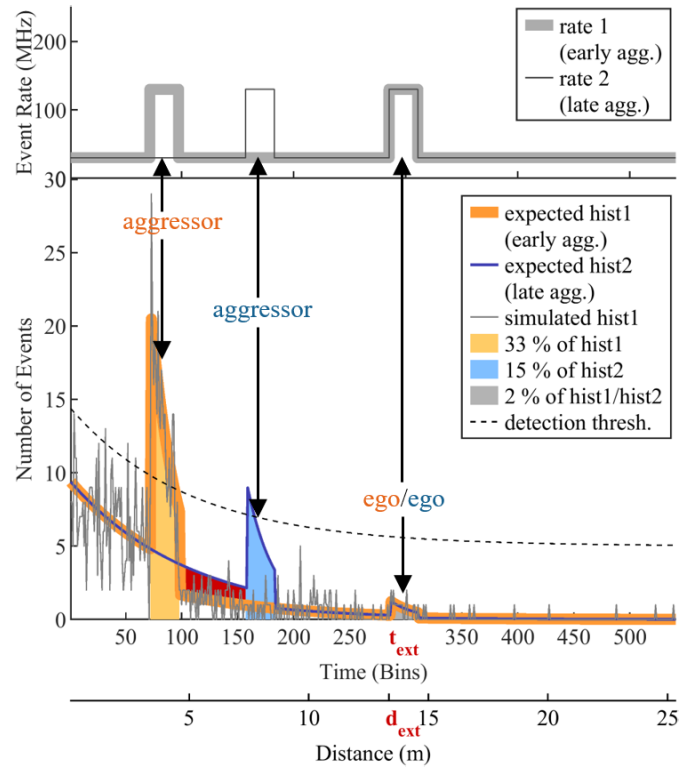 200
150
100
Event Rate (MHz)
rate 1
(early agg.)
rate 2
(late agg.)
30
25
20
15
10
5
0
Number of Events
aggressor
aggressor
ego/ego
expected hist1
(early agg.)
expected hist2
(late agg.)
simulated hist1
33 % of hist1
15 % of hist2
2 % of hist1/hist2
detection thresh.
50 100 150 200 250 t_ext 350 400 450 500
Time (Bins)
5 10 d_ext 15 20 25
Distance (m)